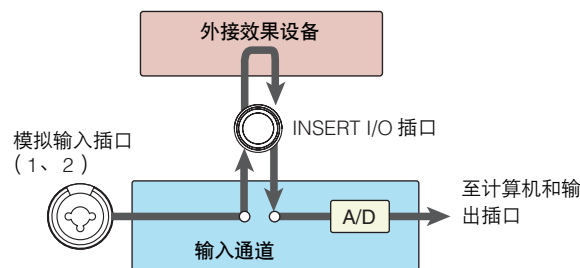 外接效果设备
INSERT I/O 插口
模拟输入插口
（1、2）
至计算机和输
出插口
A/D
输入通道